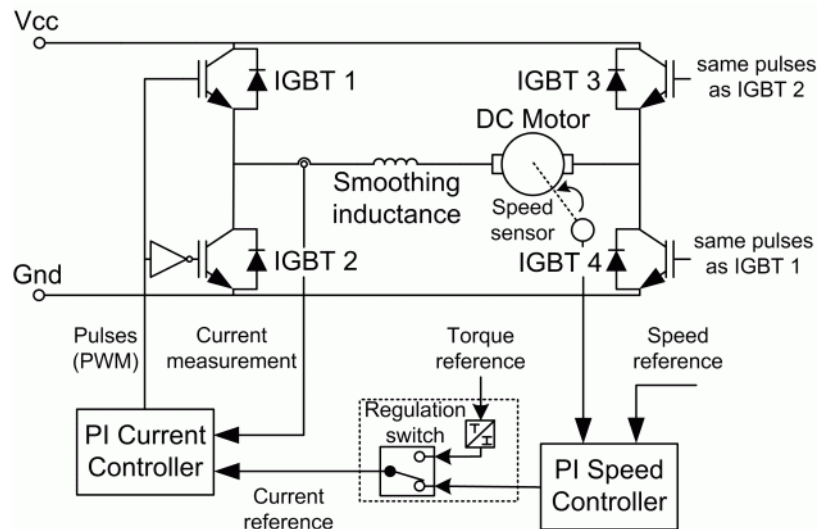 Vcc
IGBT 1
IGBT 3
same pulses
as IGBT 2
DC Motor
Smoothing
inductance
Speed
sensor
IGBT 2
IGBT 4
same pulses
as IGBT 1
Gnd
Pulses
(PWM)
Current
measurement
Torque
reference
Speed
reference
Regulation
switch
T
I
PI Current
Controller
Current
reference
PI Speed
Controller